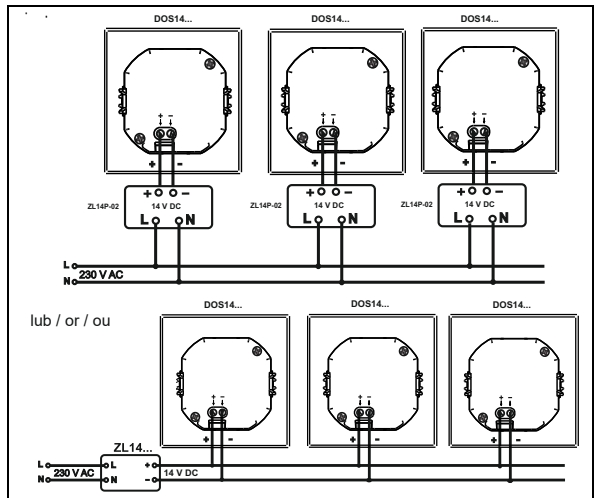 DOS14... DOS14... DOS14...
+ − + − + −
+ - + - + -
+ − + − + −
ZL14P-02 14 V DC ZL14P-02 14 V DC ZL14P-02 14 V DC
L N L N L N
L
230 V AC
N
lub / or / ou
DOS14... DOS14... DOS14...
+ − + − + −
+ - + - + -
ZL14...
L L +
230 V AC 14 V DC
N N −